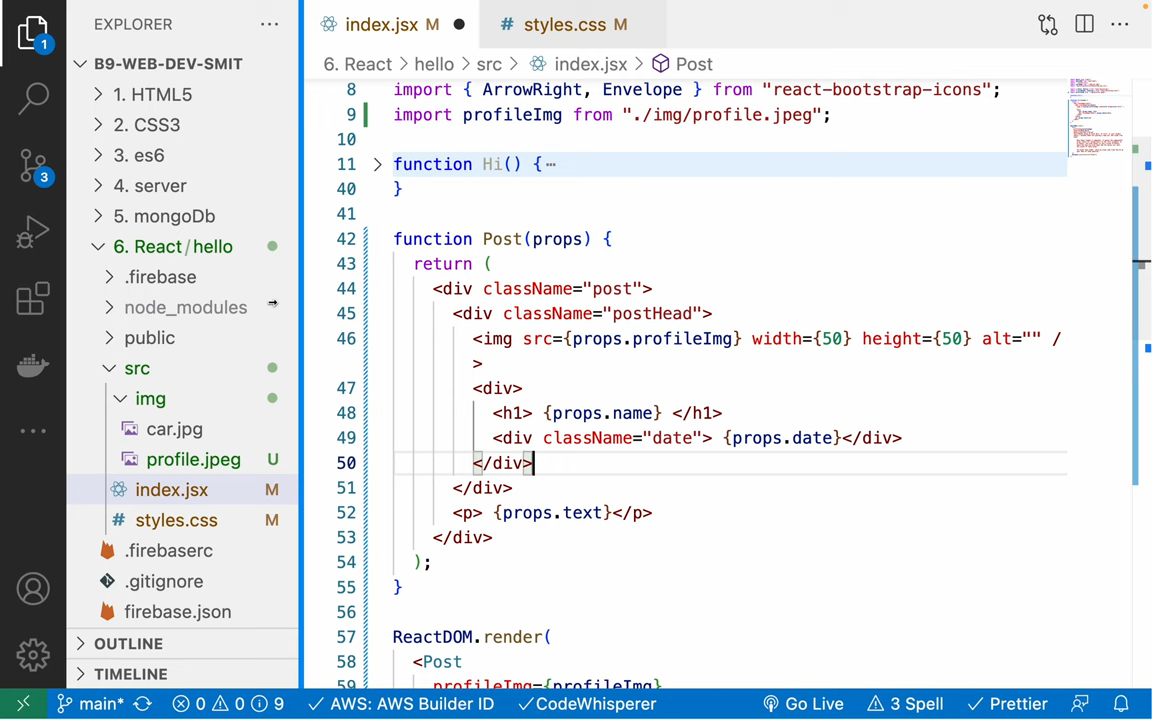 EXPLORER
index.jsx M
# styles.css M
1
B9-WEB-DEV-SMIT
6. React > hello > src > index.jsx > Post
1. HTML5
2. CSS3
3. es6
4. server
5. mongoDb
6. React / hello
.firebase
node_modules
public
src
img
car.jpg
profile.jpeg U
index.jsx M
# styles.css M
.firebaserc
.gitignore
firebase.json
OUTLINE
TIMELINE
3
8 import { ArrowRight, Envelope } from "react-bootstrap-icons";
9 import profileImg from "./img/profile.jpeg";
10
11 function Hi() {
40 }
41
42 function Post(props) {
43 return (
44 <div className="post">
45 <div className="postHead">
46 <img src={props.profileImg} width={50} height={50} alt="" /
>
47 <div>
48 <h1> {props.name} </h1>
49 <div className="date"> {props.date}</div>
50 </div>
51 </div>
52 <p> {props.text}</p>
53 </div>
54 );
55 }
56
57 ReactDOM.render(
58 <Post
59 profileImg={profileImg}
main* 0 0 9 AWS: AWS Builder ID CodeWhisperer Go Live 3 Spell Prettier